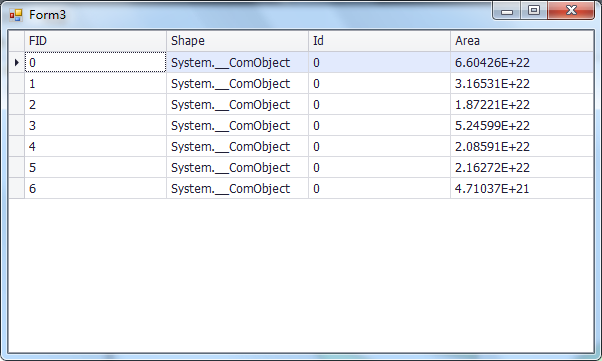 Form3
FID Shape Id Area
0 System.__ComObject 0 6.60426E+22
1 System.__ComObject 0 3.16531E+22
2 System.__ComObject 0 1.87221E+22
3 System.__ComObject 0 5.24599E+22
4 System.__ComObject 0 2.08591E+22
5 System.__ComObject 0 2.16272E+22
6 System.__ComObject 0 4.71037E+21